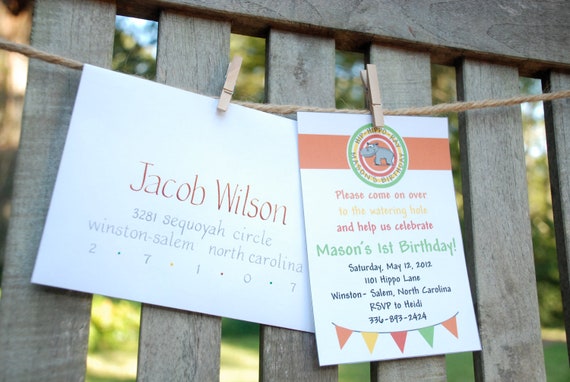 Jacob Wilson
3281 sequoyah circle
winston-salem north carolina
2 · 7 · 1 · 0 · 7
HIP-HIPPO-RAY
MASON'S BIRTHDAY
Please come on over
to the watering hole
and help us celebrate
Mason's 1st Birthday!
Saturday, May 12, 2012
1101 Hippo Lane
Winston- Salem, North Carolina
RSVP to Heidi
336-893-2424